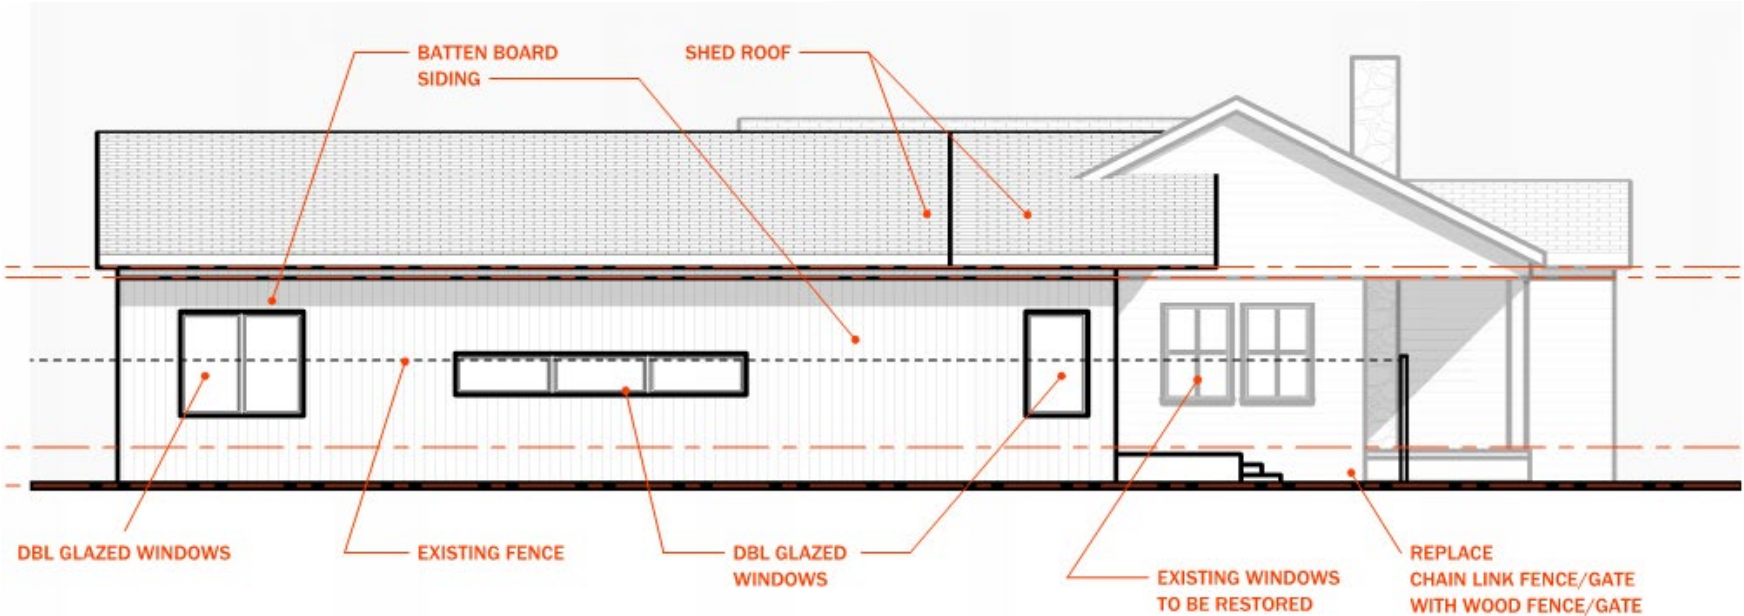 BATTEN BOARD
SIDING
SHED ROOF
DBL GLAZED WINDOWS
EXISTING FENCE
DBL GLAZED
WINDOWS
EXISTING WINDOWS
TO BE RESTORED
REPLACE
CHAIN LINK FENCE/GATE
WITH WOOD FENCE/GATE